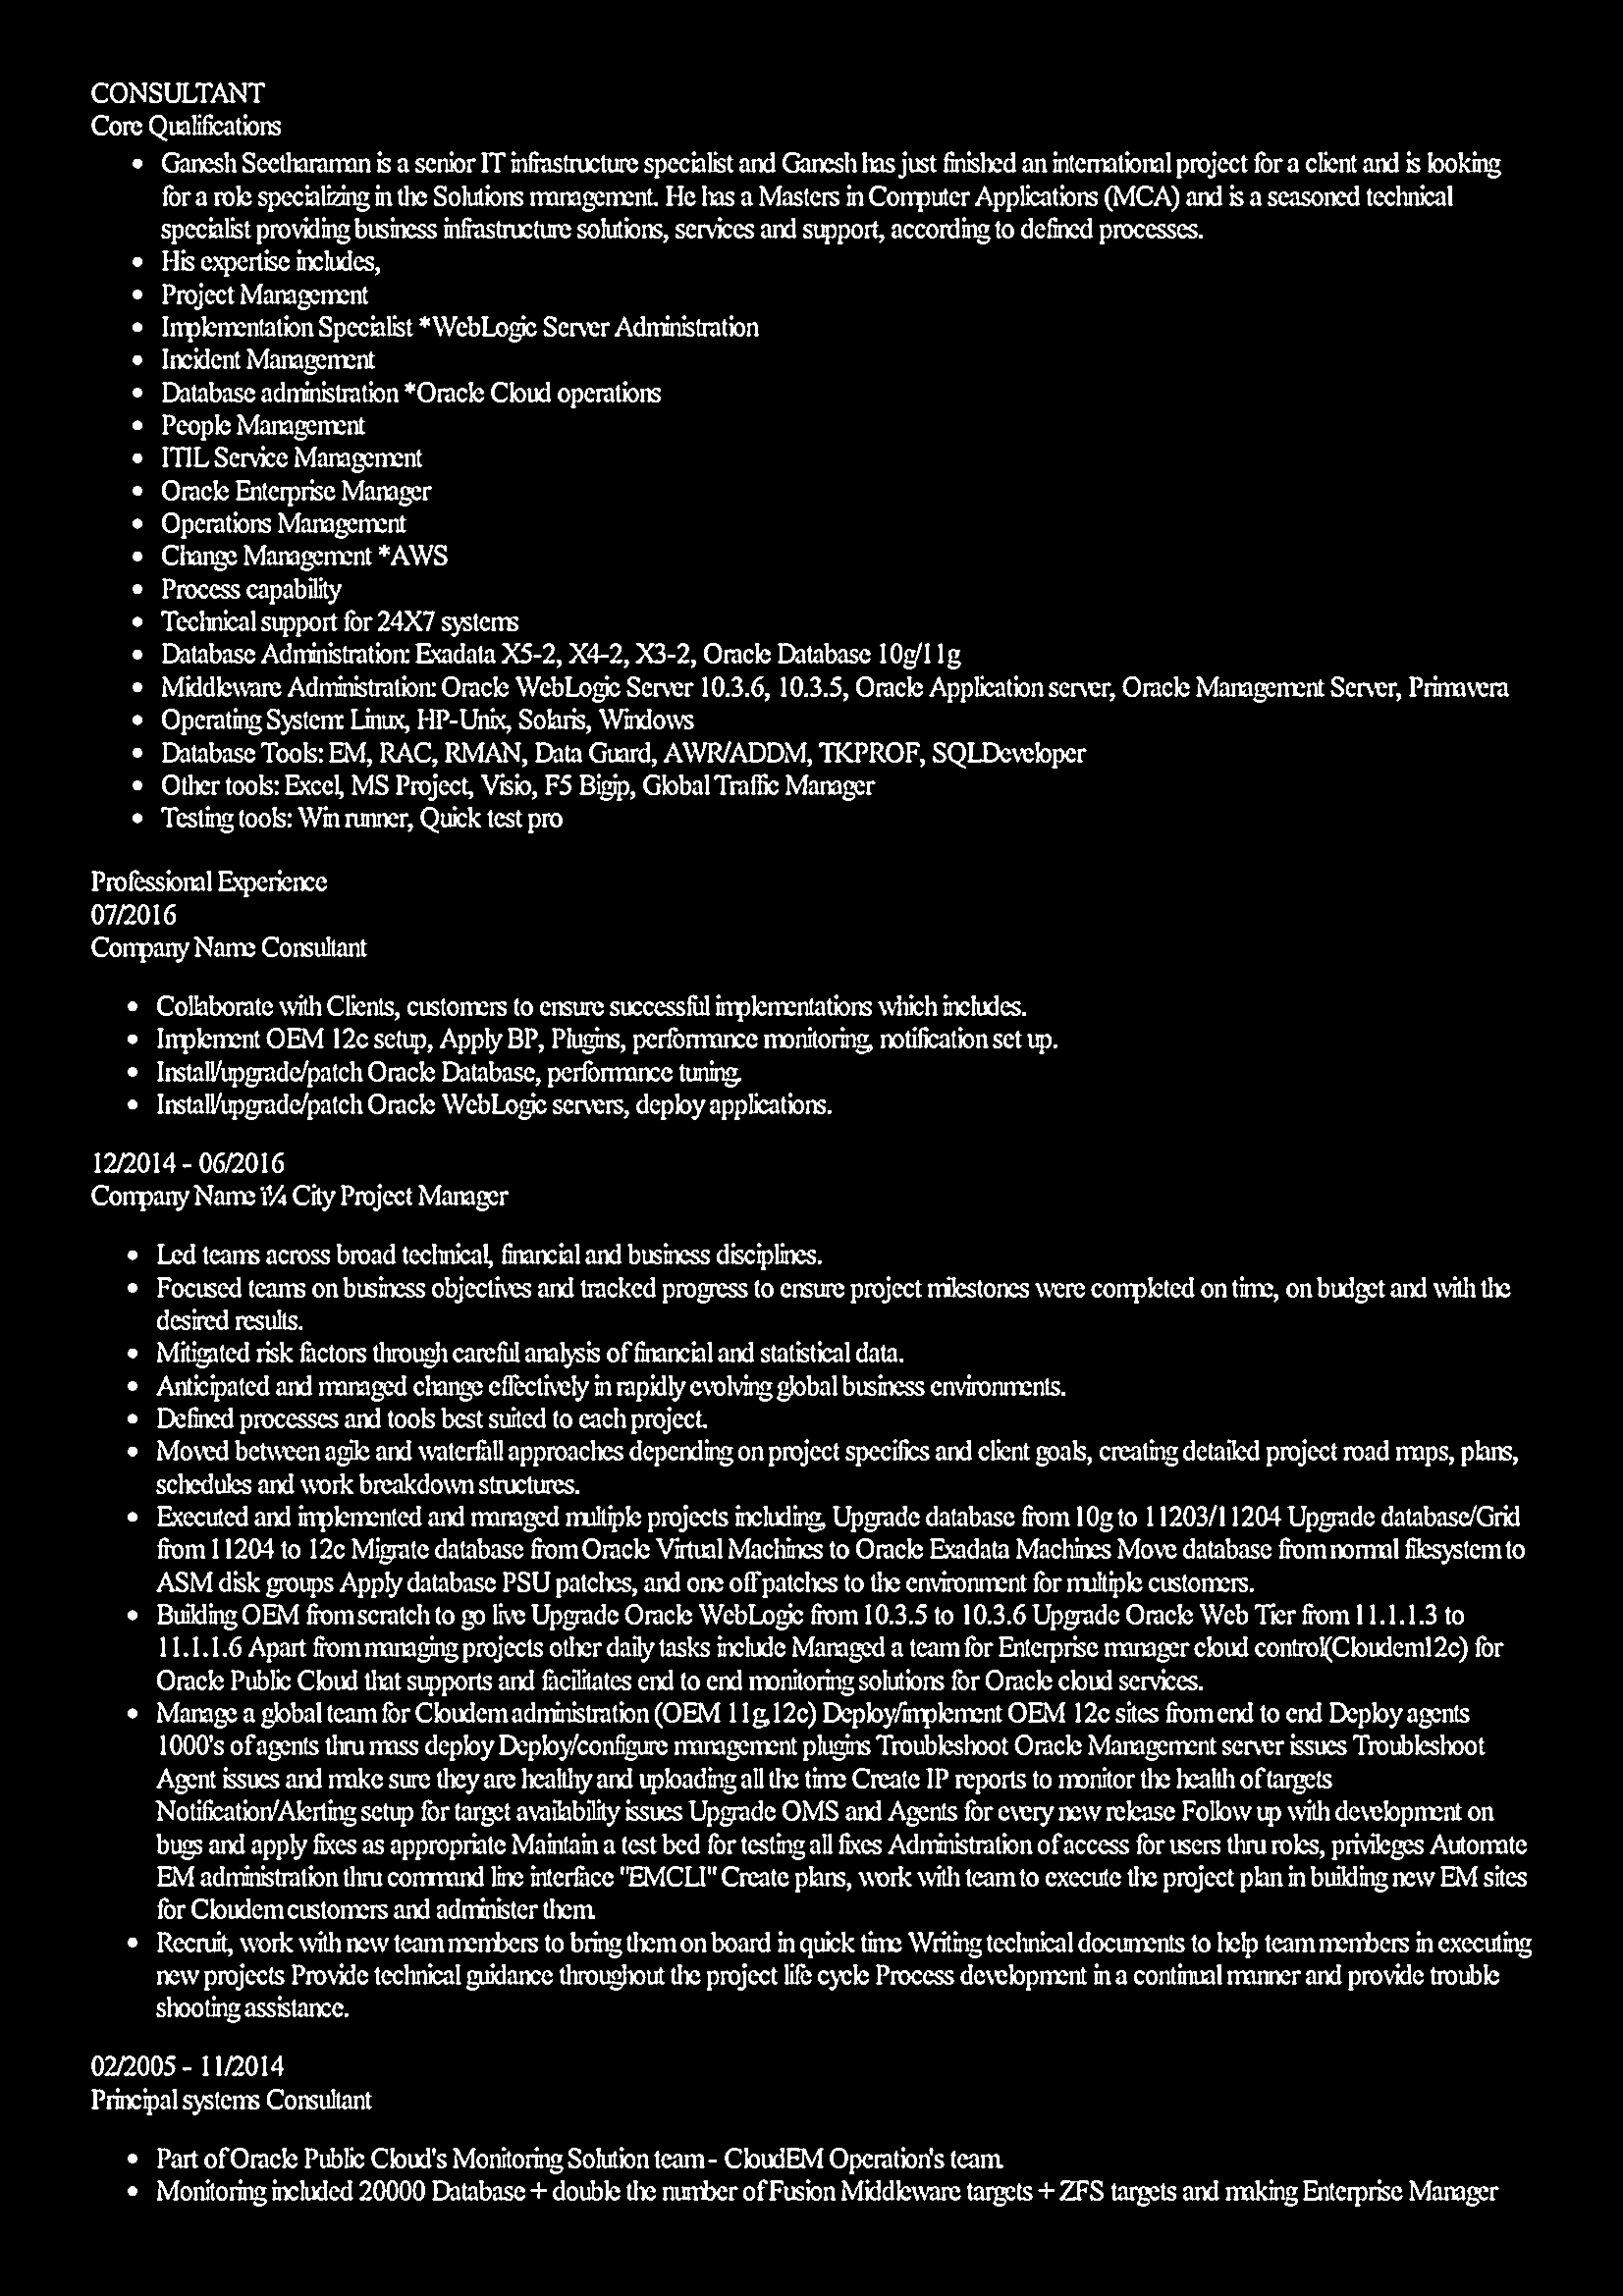 CONSULTANT
Core Qualifications
• Ganesh Seetharaman is a senior IT infrastructure specialist and Ganesh has just finished an international project for a client and is looking
for a role specializing in the Solutions management. He has a Masters in Computer Applications (MCA) and is a seasoned technical
specialist providing business infrastructure solutions, services and support, according to defined processes.
• His expertise includes,
• Project Management
• Implementation Specialist *WebLogic Server Administration
• Incident Management
• Database administration *Oracle Cloud operations
• People Management
• ITIL Service Management
• Oracle Enterprise Manager
• Operations Management
• Change Management *AWS
• Process capability
• Technical support for 24X7 systems
• Database Administration: Exadata X5-2, X4-2, X3-2, Oracle Database 10g/11g
• Middleware Administration: Oracle WebLogic Server 10.3.6, 10.3.5, Oracle Application server, Oracle Management Server, Primavera
• Operating System: Linux, HP-Unix, Solaris, Windows
• Database Tools: EM, RAC, RMAN, Data Guard, AWR/ADDM, TKPROF, SQLDeveloper
• Other tools: Excel, MS Project, Visio, F5 Bigip, Global Traffic Manager
• Testing tools: Win runner, Quick test pro
Professional Experience
07/2016
Company Name Consultant
• Collaborate with Clients, customers to ensure successful implementations which includes.
• Implement OEM 12c setup, Apply BP, Plugins, performance monitoring, notification set up.
• Install/upgrade/patch Oracle Database, performance tuning.
• Install/upgrade/patch Oracle WebLogic servers, deploy applications.
12/2014 - 06/2016
Company Name ï¼ City Project Manager
• Led teams across broad technical, financial and business disciplines.
• Focused teams on business objectives and tracked progress to ensure project milestones were completed on time, on budget and with the
desired results.
• Mitigated risk factors through careful analysis of financial and statistical data.
• Anticipated and managed change effectively in rapidly evolving global business environments.
• Defined processes and tools best suited to each project.
• Moved between agile and waterfall approaches depending on project specifics and client goals, creating detailed project road maps, plans,
schedules and work breakdown structures.
• Executed and implemented and managed multiple projects including, Upgrade database from 10g to 11203/11204 Upgrade database/Grid
from 11204 to 12c Migrate database from Oracle Virtual Machines to Oracle Exadata Machines Move database from normal filesystem to
ASM disk groups Apply database PSU patches, and one off patches to the environment for multiple customers.
• Building OEM from scratch to go live Upgrade Oracle WebLogic from 10.3.5 to 10.3.6 Upgrade Oracle Web Tier from 11.1.1.3 to
11.1.1.6 Apart from managing projects other daily tasks include Managed a team for Enterprise manager cloud control(Cloudem12c) for
Oracle Public Cloud that supports and facilitates end to end monitoring solutions for Oracle cloud services.
• Manage a global team for Cloudem administration (OEM 11g,12c) Deploy/implement OEM 12c sites from end to end Deploy agents
1000's of agents thru mass deploy Deploy/configure management plugins Troubleshoot Oracle Management server issues Troubleshoot
Agent issues and make sure they are healthy and uploading all the time Create IP reports to monitor the health of targets
Notification/Alerting setup for target availability issues Upgrade OMS and Agents for every new release Follow up with development on
bugs and apply fixes as appropriate Maintain a test bed for testing all fixes Administration of access for users thru roles, privileges Automate
EM administration thru command line interface "EMCLI" Create plans, work with team to execute the project plan in building new EM sites
for Cloudem customers and administer them.
• Recruit, work with new team members to bring them on board in quick time Writing technical documents to help team members in executing
new projects Provide technical guidance throughout the project life cycle Process development in a continual manner and provide trouble
shooting assistance.
02/2005 - 11/2014
Principal systems Consultant
• Part of Oracle Public Cloud's Monitoring Solution team - CloudEM Operation's team.
• Monitoring included 20000 Database + double the number of Fusion Middleware targets + ZFS targets and making Enterprise Manager